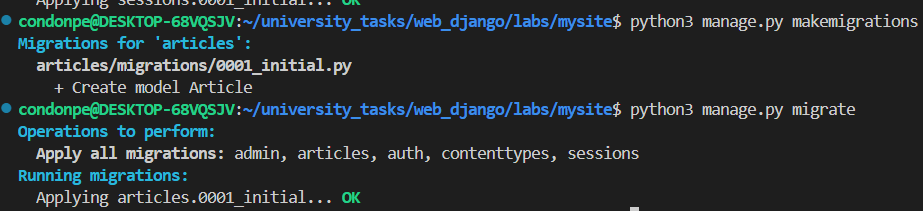 Applying sessions.0001_initial... OK
condonpe@DESKTOP-68VQSJV:~/university_tasks/web_django/labs/mysite$ python3 manage.py makemigrations
Migrations for 'articles':
articles/migrations/0001_initial.py
+ Create model Article
condonpe@DESKTOP-68VQSJV:~/university_tasks/web_django/labs/mysite$ python3 manage.py migrate
Operations to perform:
Apply all migrations: admin, articles, auth, contenttypes, sessions
Running migrations:
Applying articles.0001_initial... OK